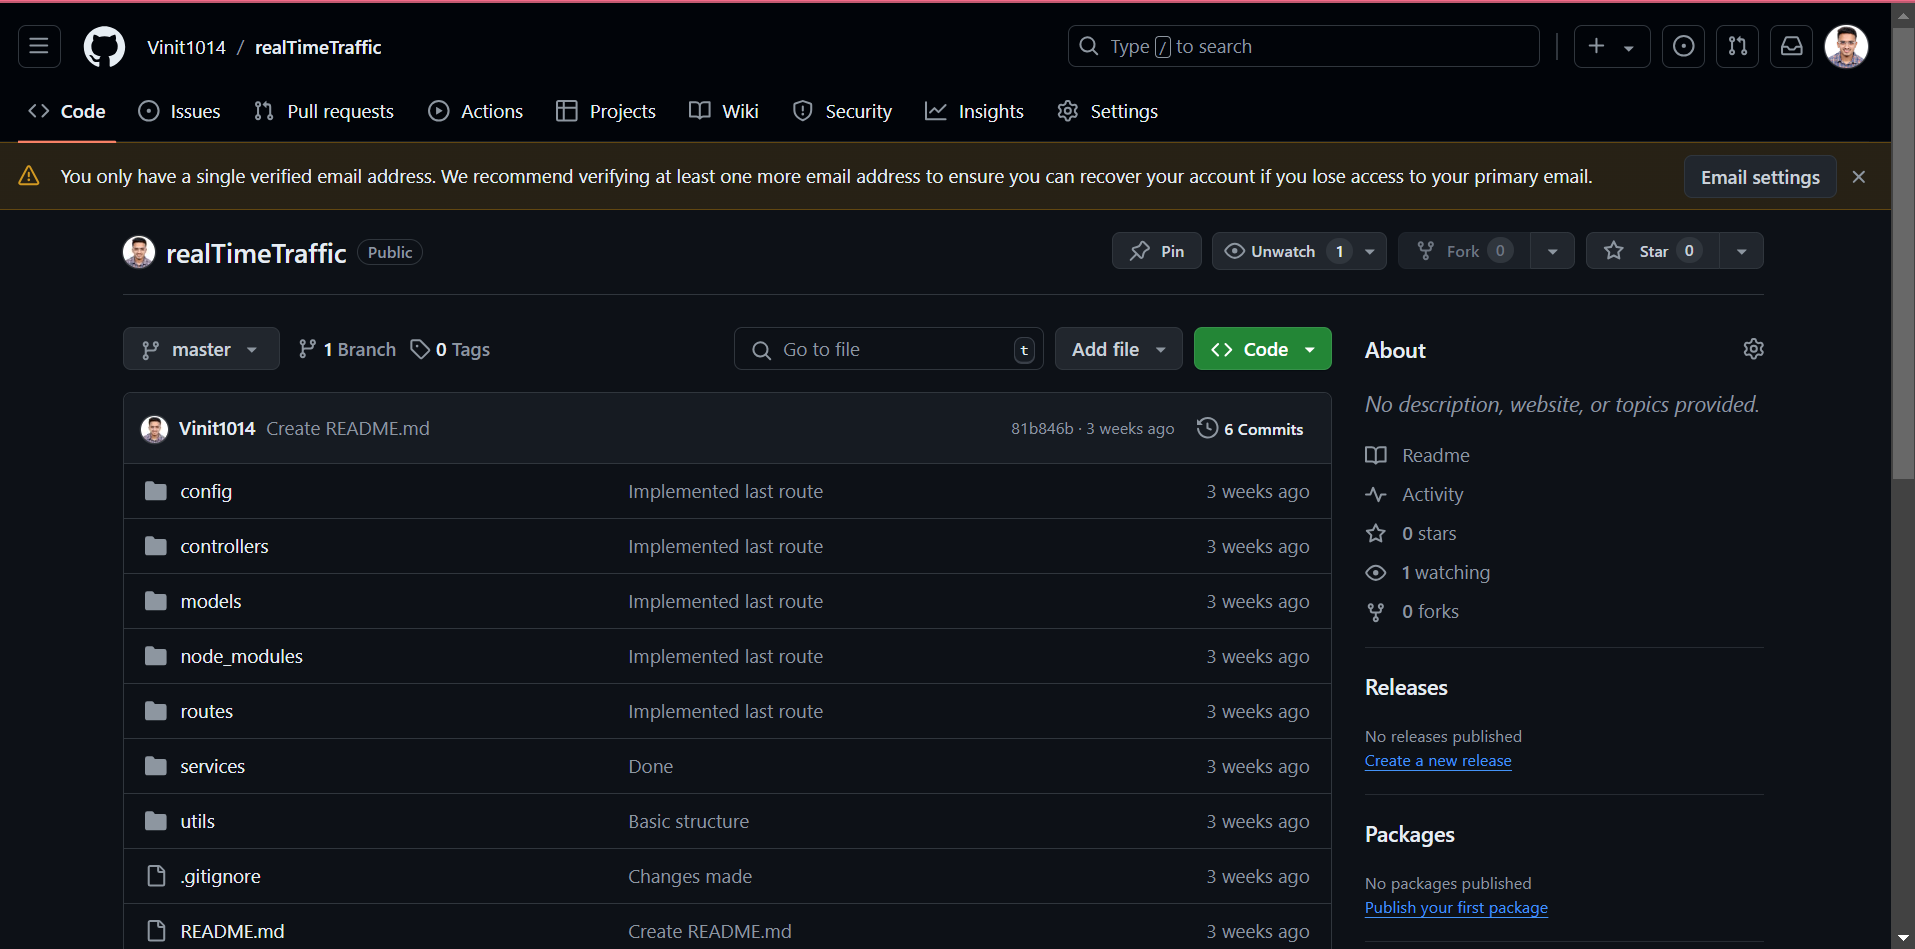 Vinit1014 / realTimeTraffic
Type / to search
Code Issues Pull requests Actions Projects Wiki Security Insights Settings
You only have a single verified email address. We recommend verifying at least one more email address to ensure you can recover your account if you lose access to your primary email. Email settings
realTimeTraffic Public Pin Unwatch 1 Fork 0 Star 0
master 1 Branch 0 Tags Go to file t Add file Code
Vinit1014 Create README.md 81b846b · 3 weeks ago 6 Commits
config Implemented last route 3 weeks ago
controllers Implemented last route 3 weeks ago
models Implemented last route 3 weeks ago
node_modules Implemented last route 3 weeks ago
routes Implemented last route 3 weeks ago
services Done 3 weeks ago
utils Basic structure 3 weeks ago
.gitignore Changes made 3 weeks ago
README.md Create README.md 3 weeks ago
About
No description, website, or topics provided.
Readme
Activity
0 stars
1 watching
0 forks
Releases
No releases published
Create a new release
Packages
No packages published
Publish your first package